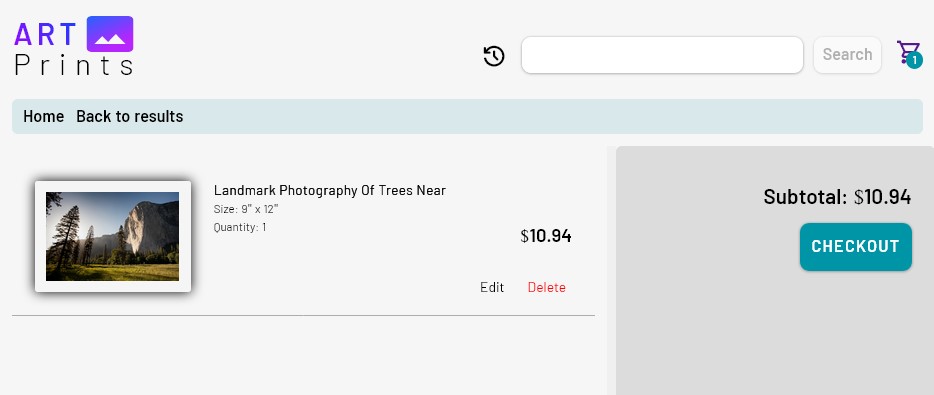 ART
Prints
Search
1
Home Back to results
Landmark Photography Of Trees Near
Size: 9" x 12"
Quantity: 1
$10.94
Edit Delete
Subtotal: $10.94
CHECKOUT